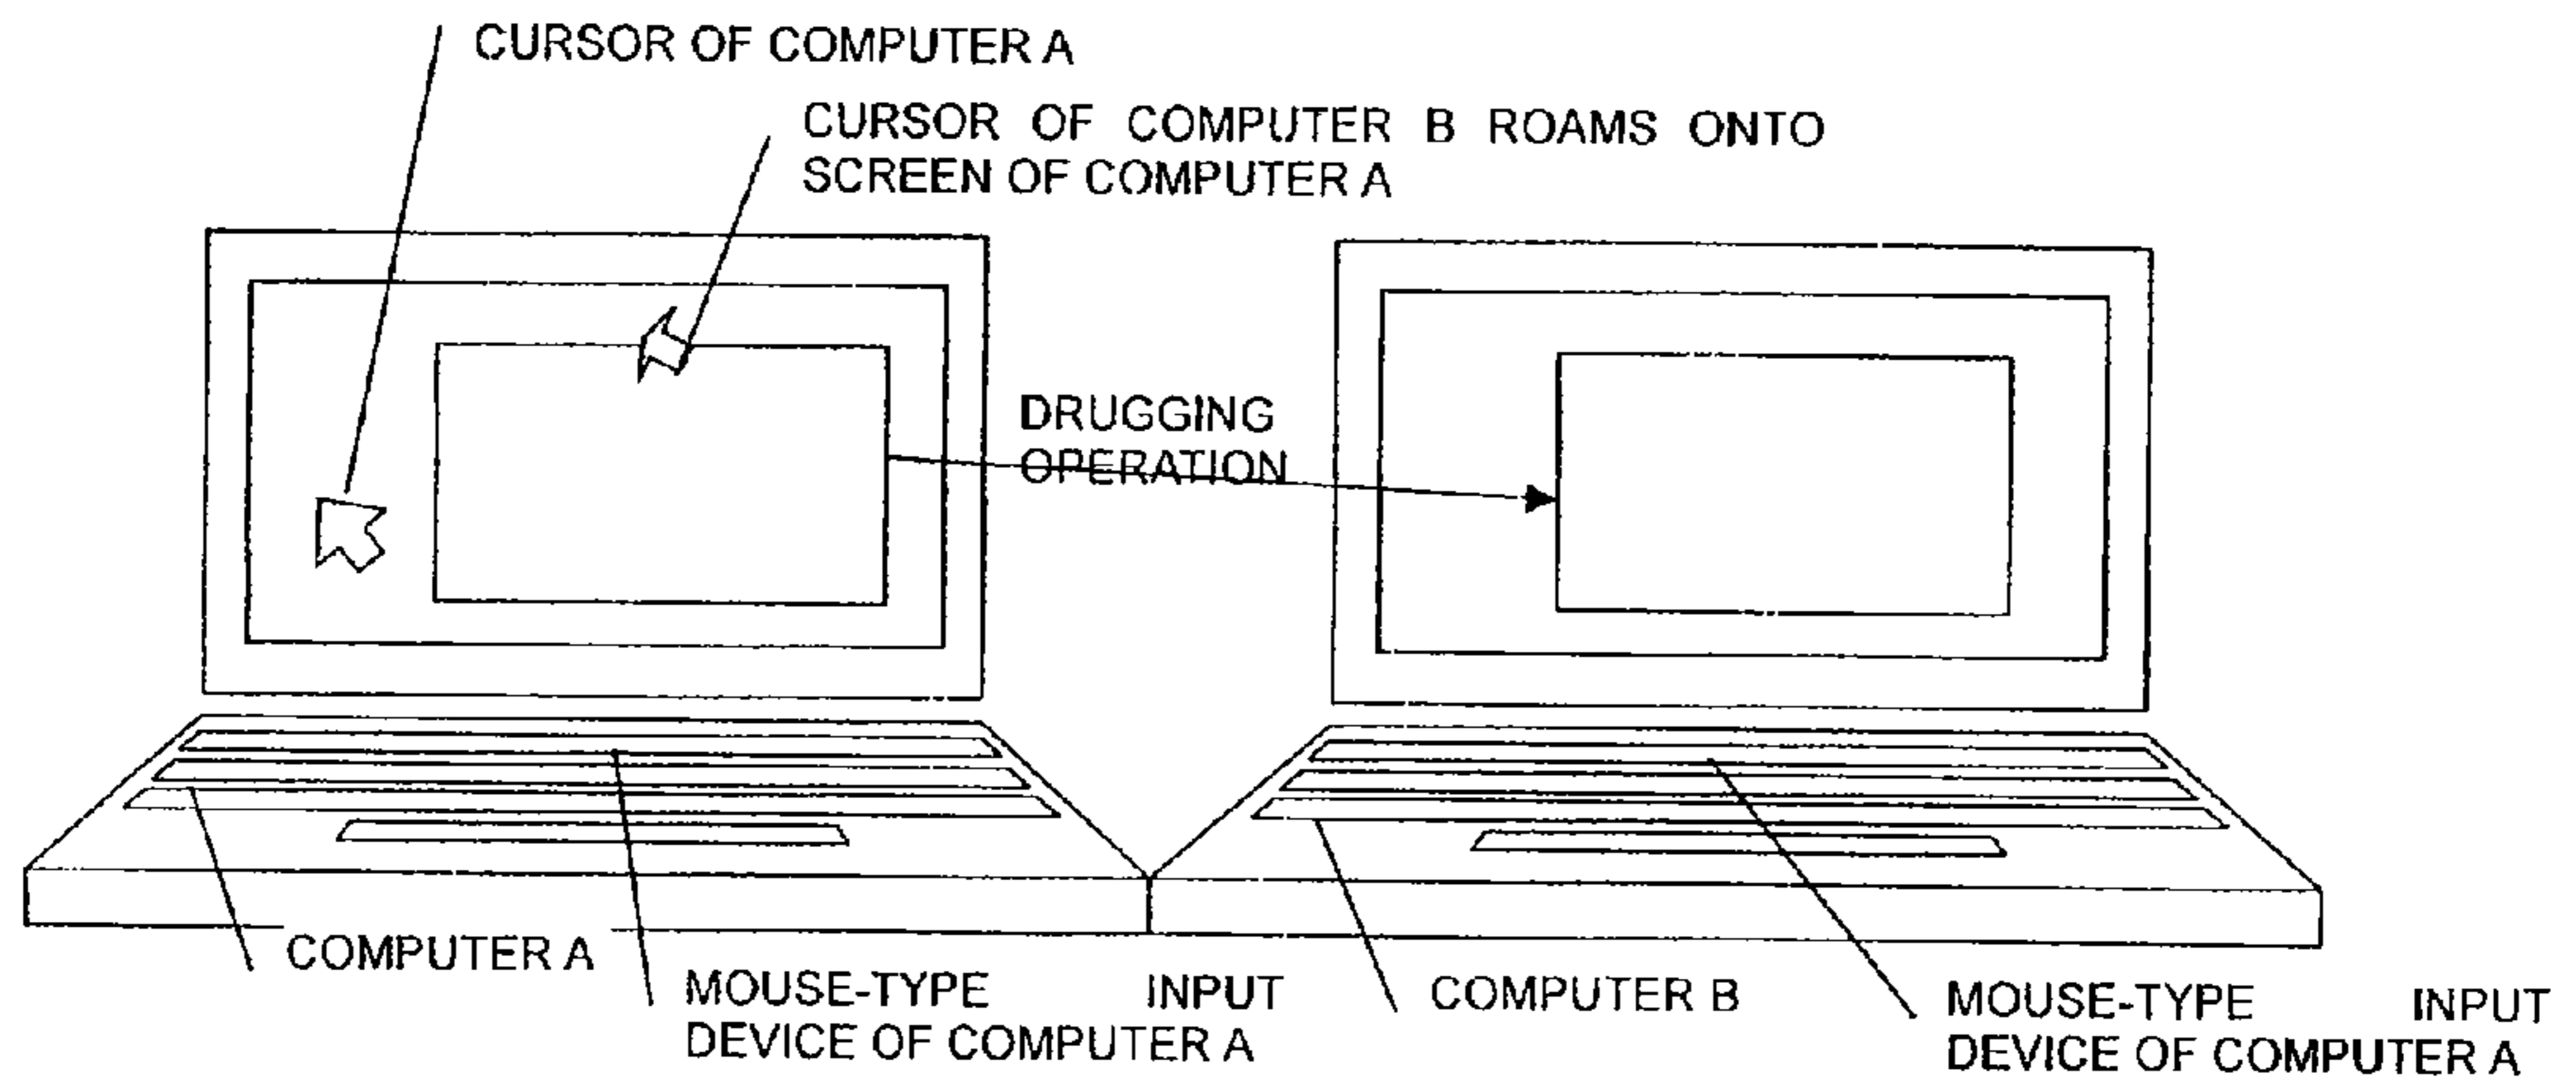 CURSOR OF COMPUTER A
CURSOR OF COMPUTER B ROAMS ONTO
SCREEN OF COMPUTER A
DRUGGING
OPERATION
COMPUTER A
MOUSE-TYPE INPUT
DEVICE OF COMPUTER A
COMPUTER B
MOUSE-TYPE INPUT
DEVICE OF COMPUTER A